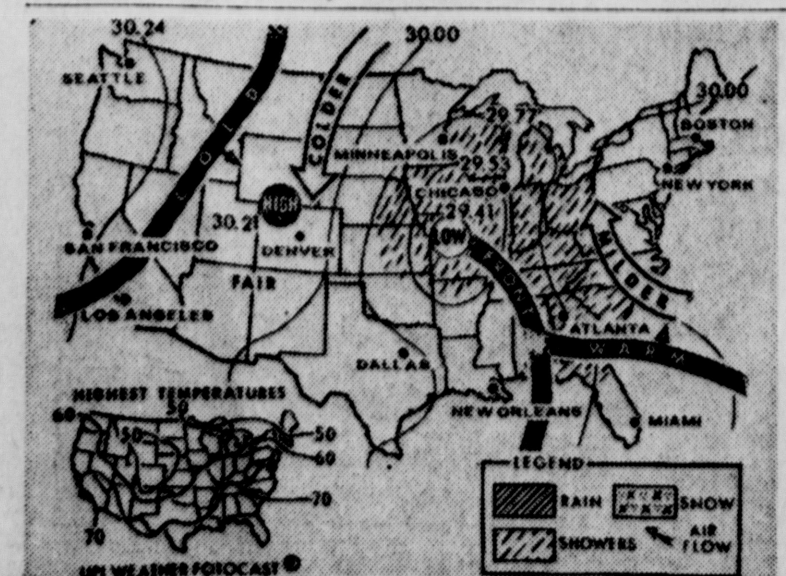 30.24
30.00
SEATTLE
COLD
COLDER
29.77
30.00
BOSTON
MINNEAPOLIS
29.53
CHICAGO
NEW YORK
HIGH
30.21
29.41
LOW
SAN FRANCISCO
DENVER
FRONT
MILDER
FAIR
LOS ANGELES
ATLANTA
WARM
DALLAS
HIGHEST TEMPERATURES
NEW ORLEANS
MIAMI
60
50
50
50
60
70
70
LEGEND
RAIN
SNOW
SHOWERS
AIR FLOW
UPI WEATHER FOTOCAST ©